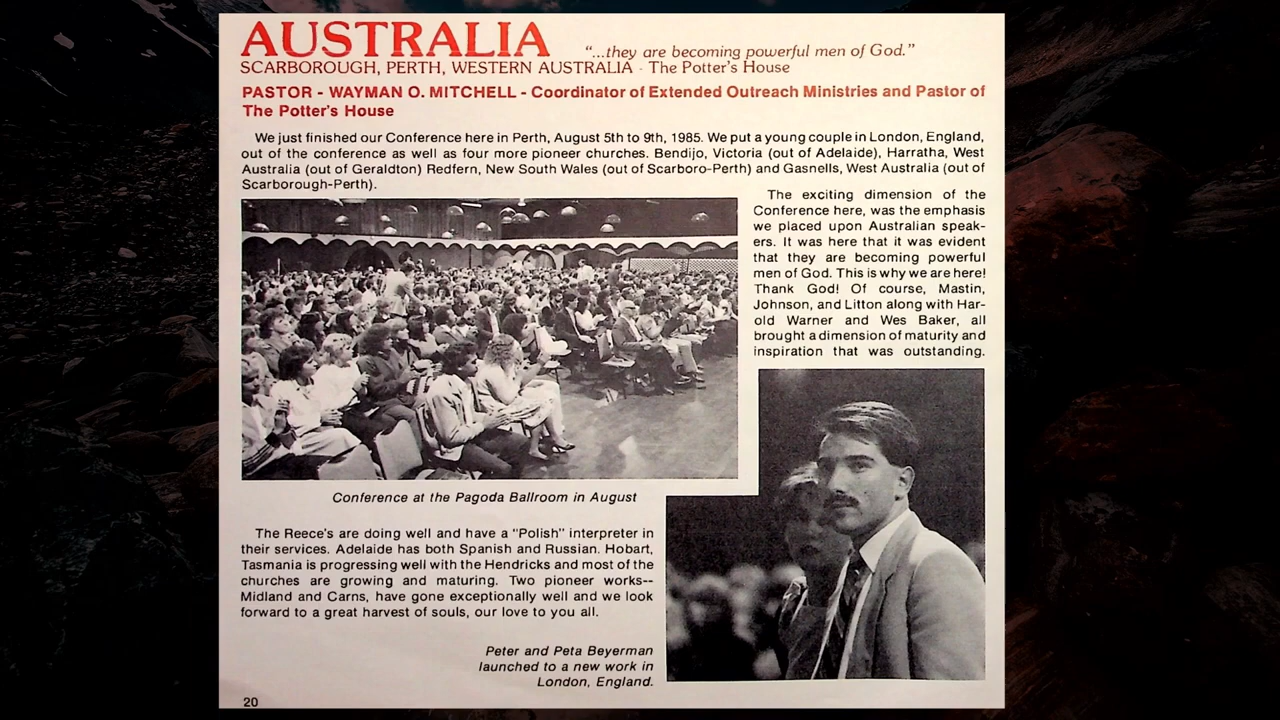 AUSTRALIA
“...they are becoming powerful men of God.”
SCARBOROUGH, PERTH, WESTERN AUSTRALIA - The Potter's House
PASTOR - WAYMAN O. MITCHELL - Coordinator of Extended Outreach Ministries and Pastor of
The Potter's House
We just finished our Conference here in Perth, August 5th to 9th, 1985. We put a young couple in London, England,
out of the conference as well as four more pioneer churches. Bendijo, Victoria (out of Adelaide), Harratha, West
Australia (out of Geraldton) Redfern, New South Wales (out of Scarboro-Perth) and Gasnells, West Australia (out of
Scarborough-Perth).
The exciting dimension of the
Conference here, was the emphasis
we placed upon Australian speak-
ers. It was here that it was evident
that they are becoming powerful
men of God. This is why we are here!
Thank God! Of course, Mastin,
Johnson, and Litton along with Har-
old Warner and Wes Baker, all
brought a dimension of maturity and
inspiration that was outstanding.
Conference at the Pagoda Ballroom in August
The Reece's are doing well and have a "Polish" interpreter in
their services. Adelaide has both Spanish and Russian. Hobart,
Tasmania is progressing well with the Hendricks and most of the
churches are growing and maturing. Two pioneer works--
Midland and Carns, have gone exceptionally well and we look
forward to a great harvest of souls, our love to you all.
Peter and Peta Beyerman
launched to a new work in
London, England.
20